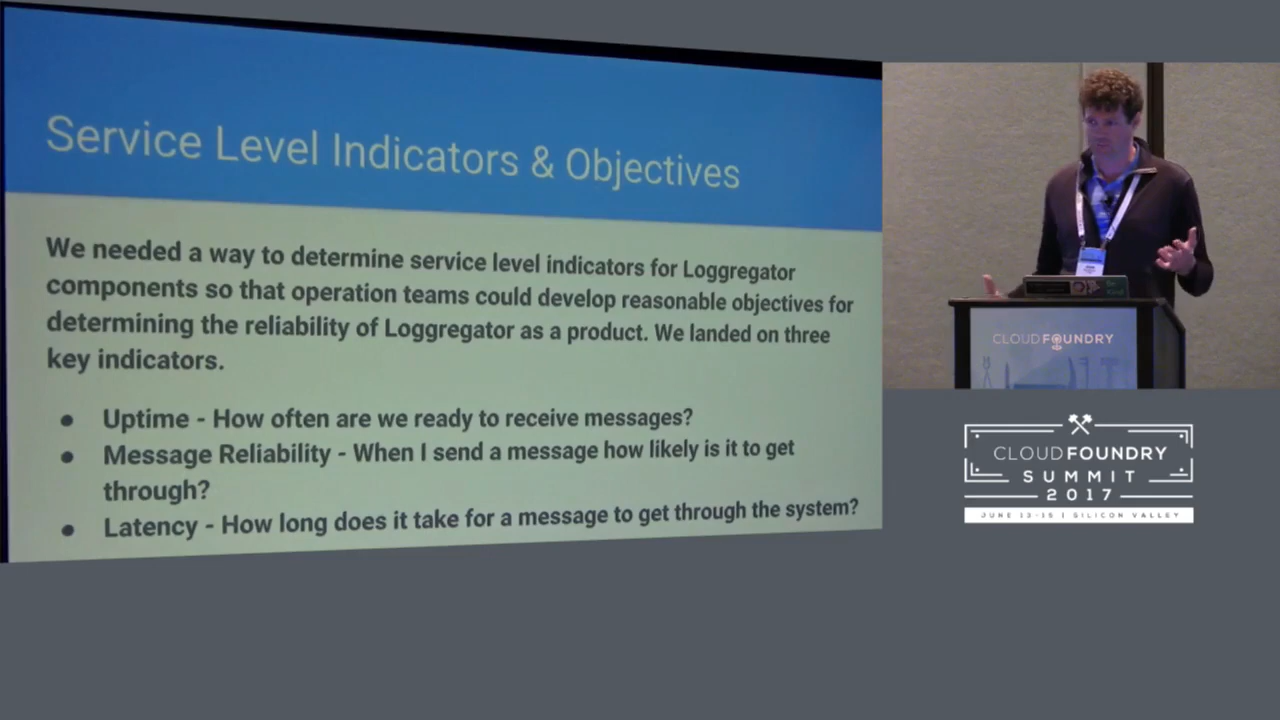 Service Level Indicators & Objectives
We needed a way to determine service level indicators for Loggregator
components so that operation teams could develop reasonable objectives for
determining the reliability of Loggregator as a product. We landed on three
key indicators.
● Uptime - How often are we ready to receive messages?
● Message Reliability - When I send a message how likely is it to get
through?
● Latency - How long does it take for a message to get through the system?
CLOUD FOUNDRY
CLOUD FOUNDRY
SUMMIT
2017
JUNE 13-15 | SILICON VALLEY